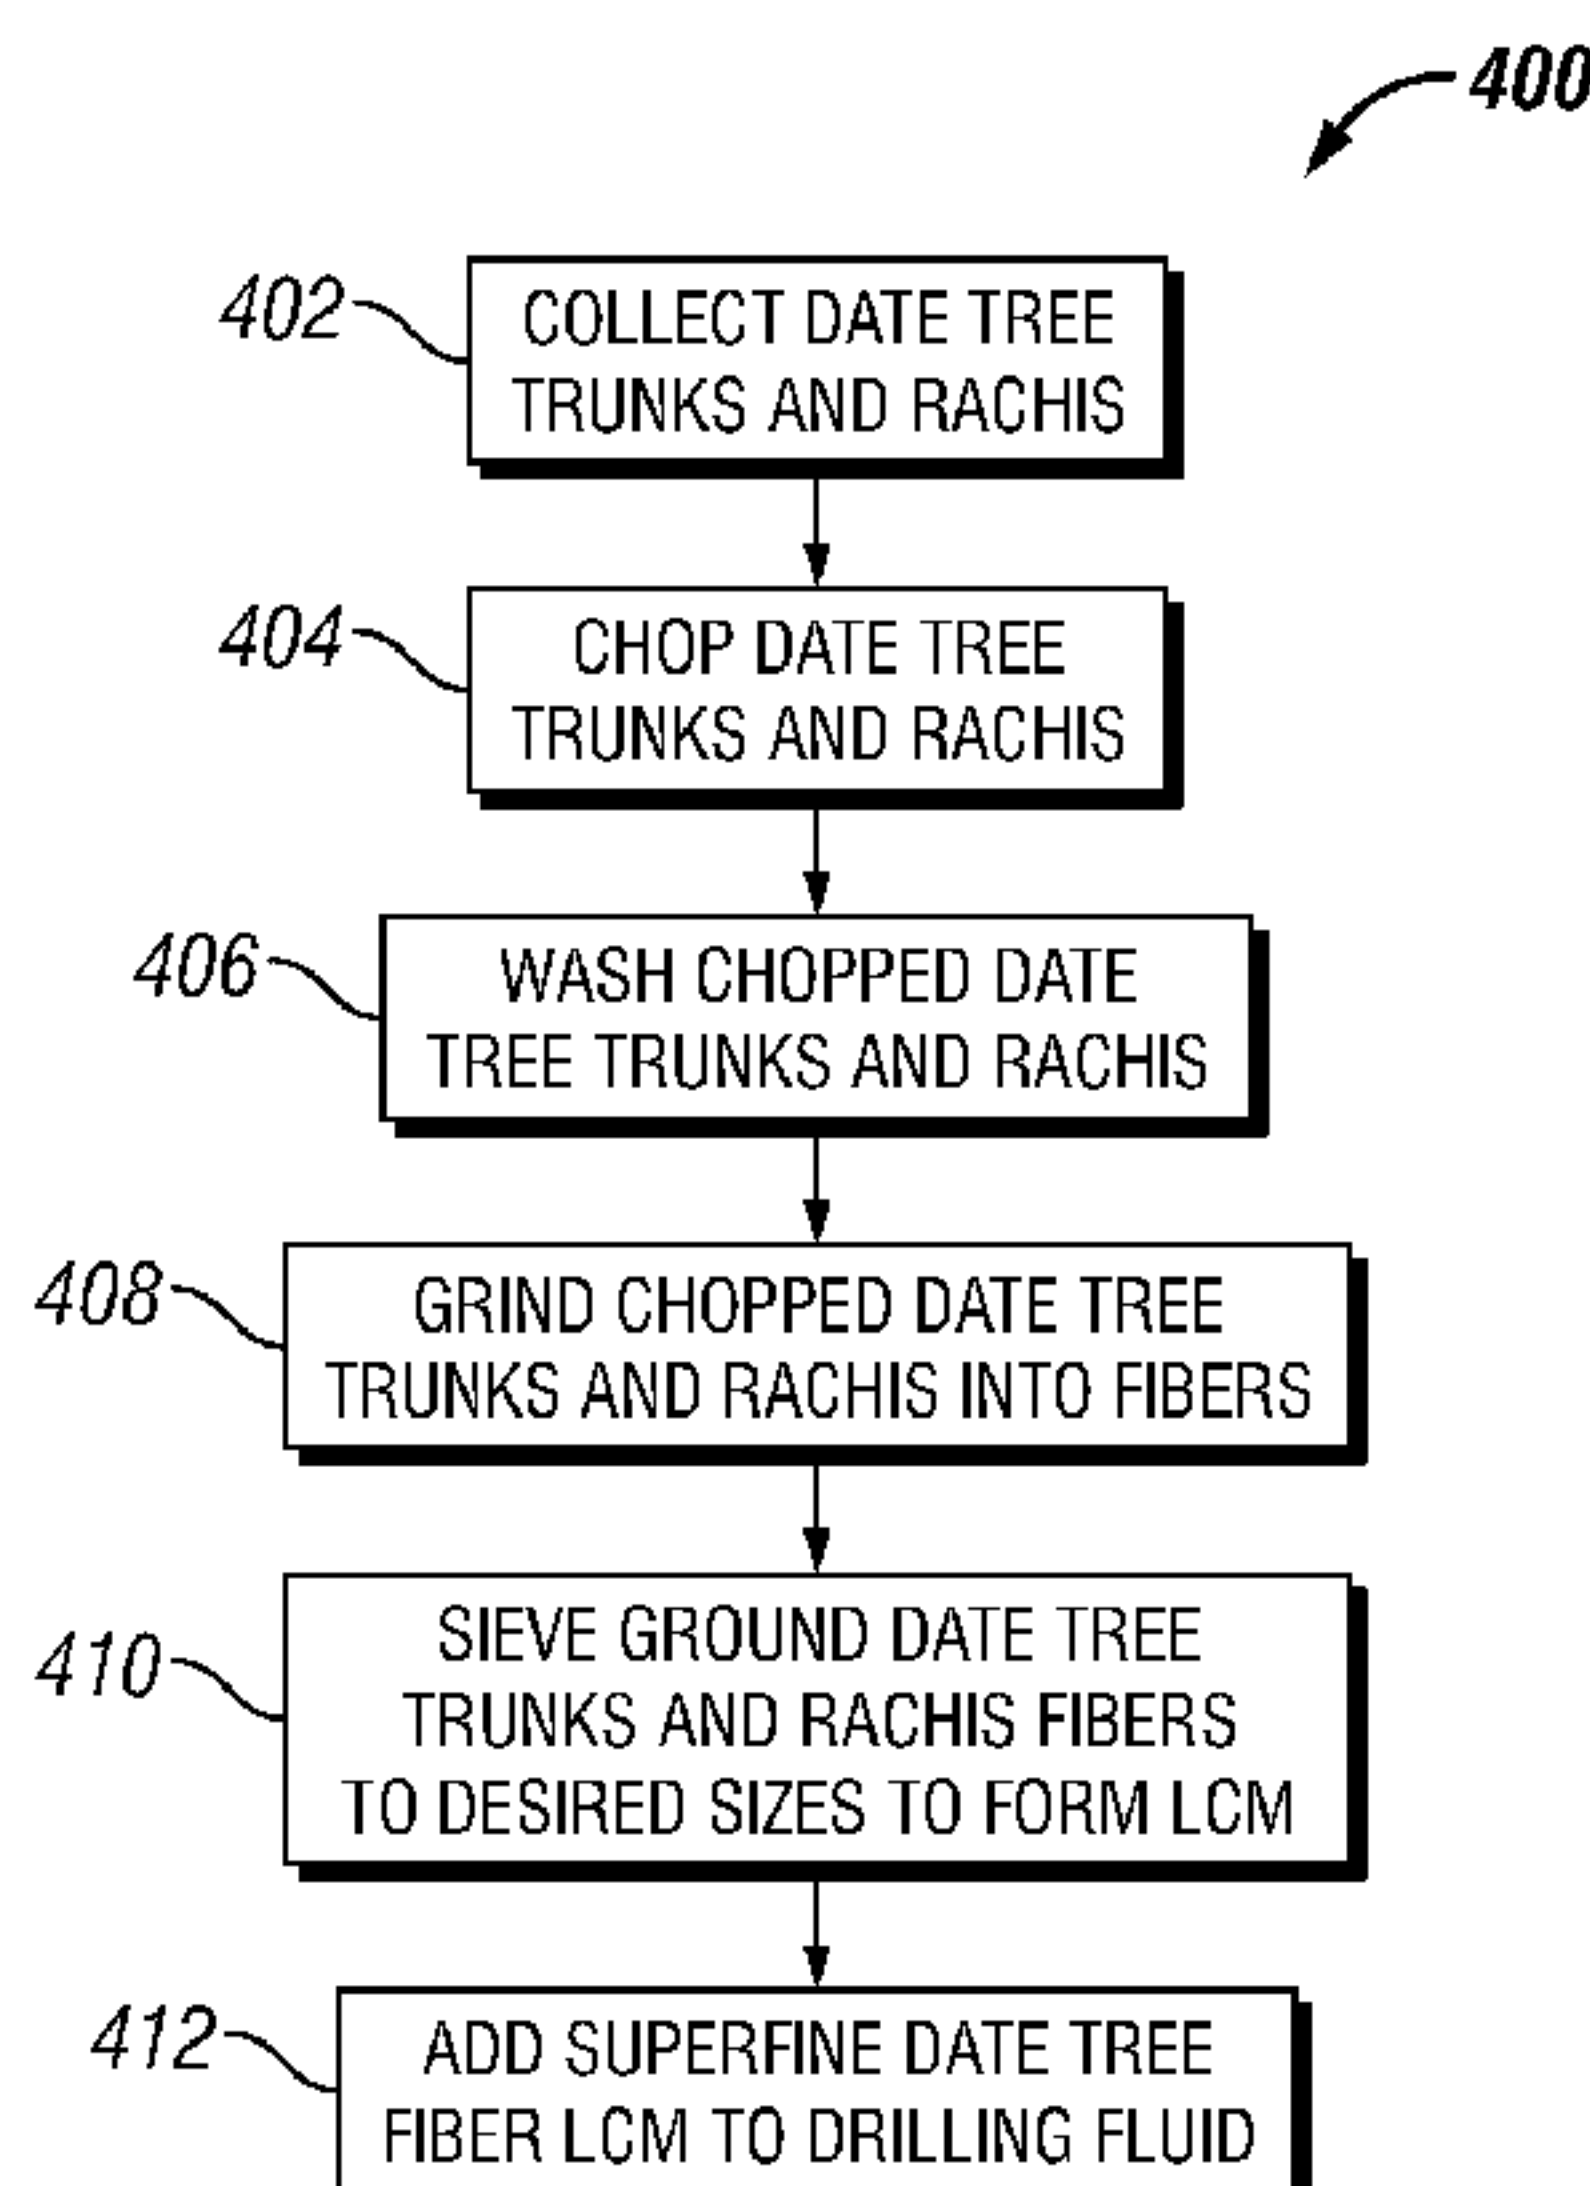 400
402
COLLECT DATE TREE
TRUNKS AND RACHIS
404
CHOP DATE TREE
TRUNKS AND RACHIS
406
WASH CHOPPED DATE
TREE TRUNKS AND RACHIS
408
GRIND CHOPPED DATE TREE
TRUNKS AND RACHIS INTO FIBERS
410
SIEVE GROUND DATE TREE
TRUNKS AND RACHIS FIBERS
TO DESIRED SIZES TO FORM LCM
412
ADD SUPERFINE DATE TREE
FIBER LCM TO DRILLING FLUID